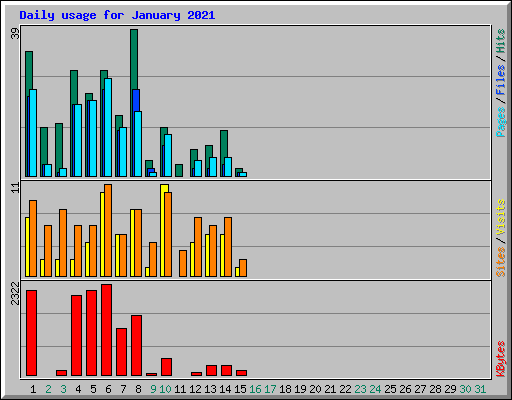 Daily usage for January 2021
39
Pages/Files/Hits
11
Sites/Visits
2322
KBytes
1 2 3 4 5 6 7 8 9 10 11 12 13 14 15 16 17 18 19 20 21 22 23 24 25 26 27 28 29 30 31